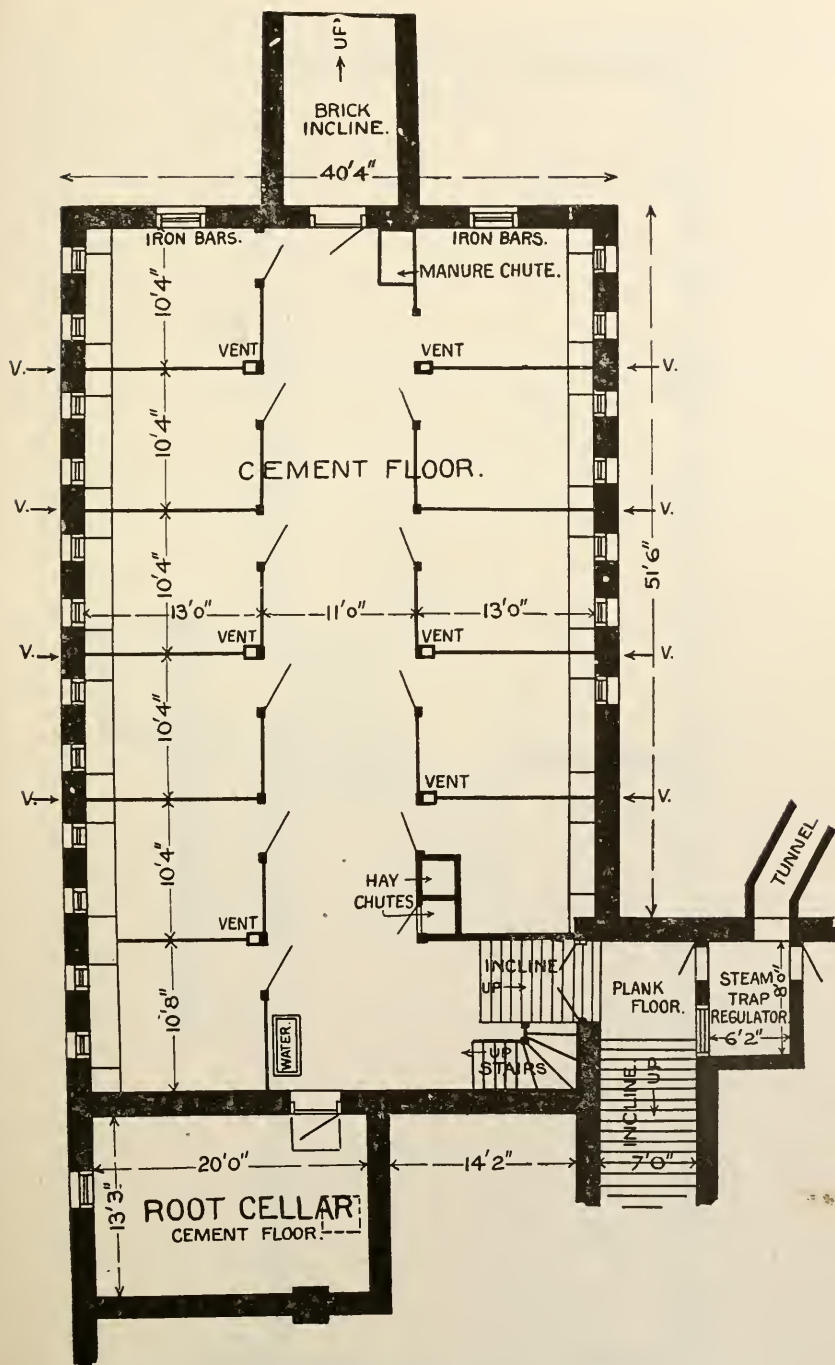 UP
BRICK
INCLINE.
40'4"
IRON BARS.
IRON BARS.
MANURE CHUTE.
10'4"
VENT
VENT
V.
V.
10'4"
CEMENT FLOOR.
V.
V.
10'4"
51'6"
13'0"
11'0"
13'0"
VENT
VENT
V.
V.
10'4"
VENT
V.
V.
10'4"
HAY
CHUTES
TUNNEL
VENT
INCLINE
UP
PLANK
FLOOR.
STEAM
TRAP
REGULATOR.
8'0"
6'2"
10'8"
WATER.
UP
STAIRS
INCLINE. UP
20'0"
14'2"
7'0"
13'3"
ROOT CELLAR
CEMENT FLOOR.